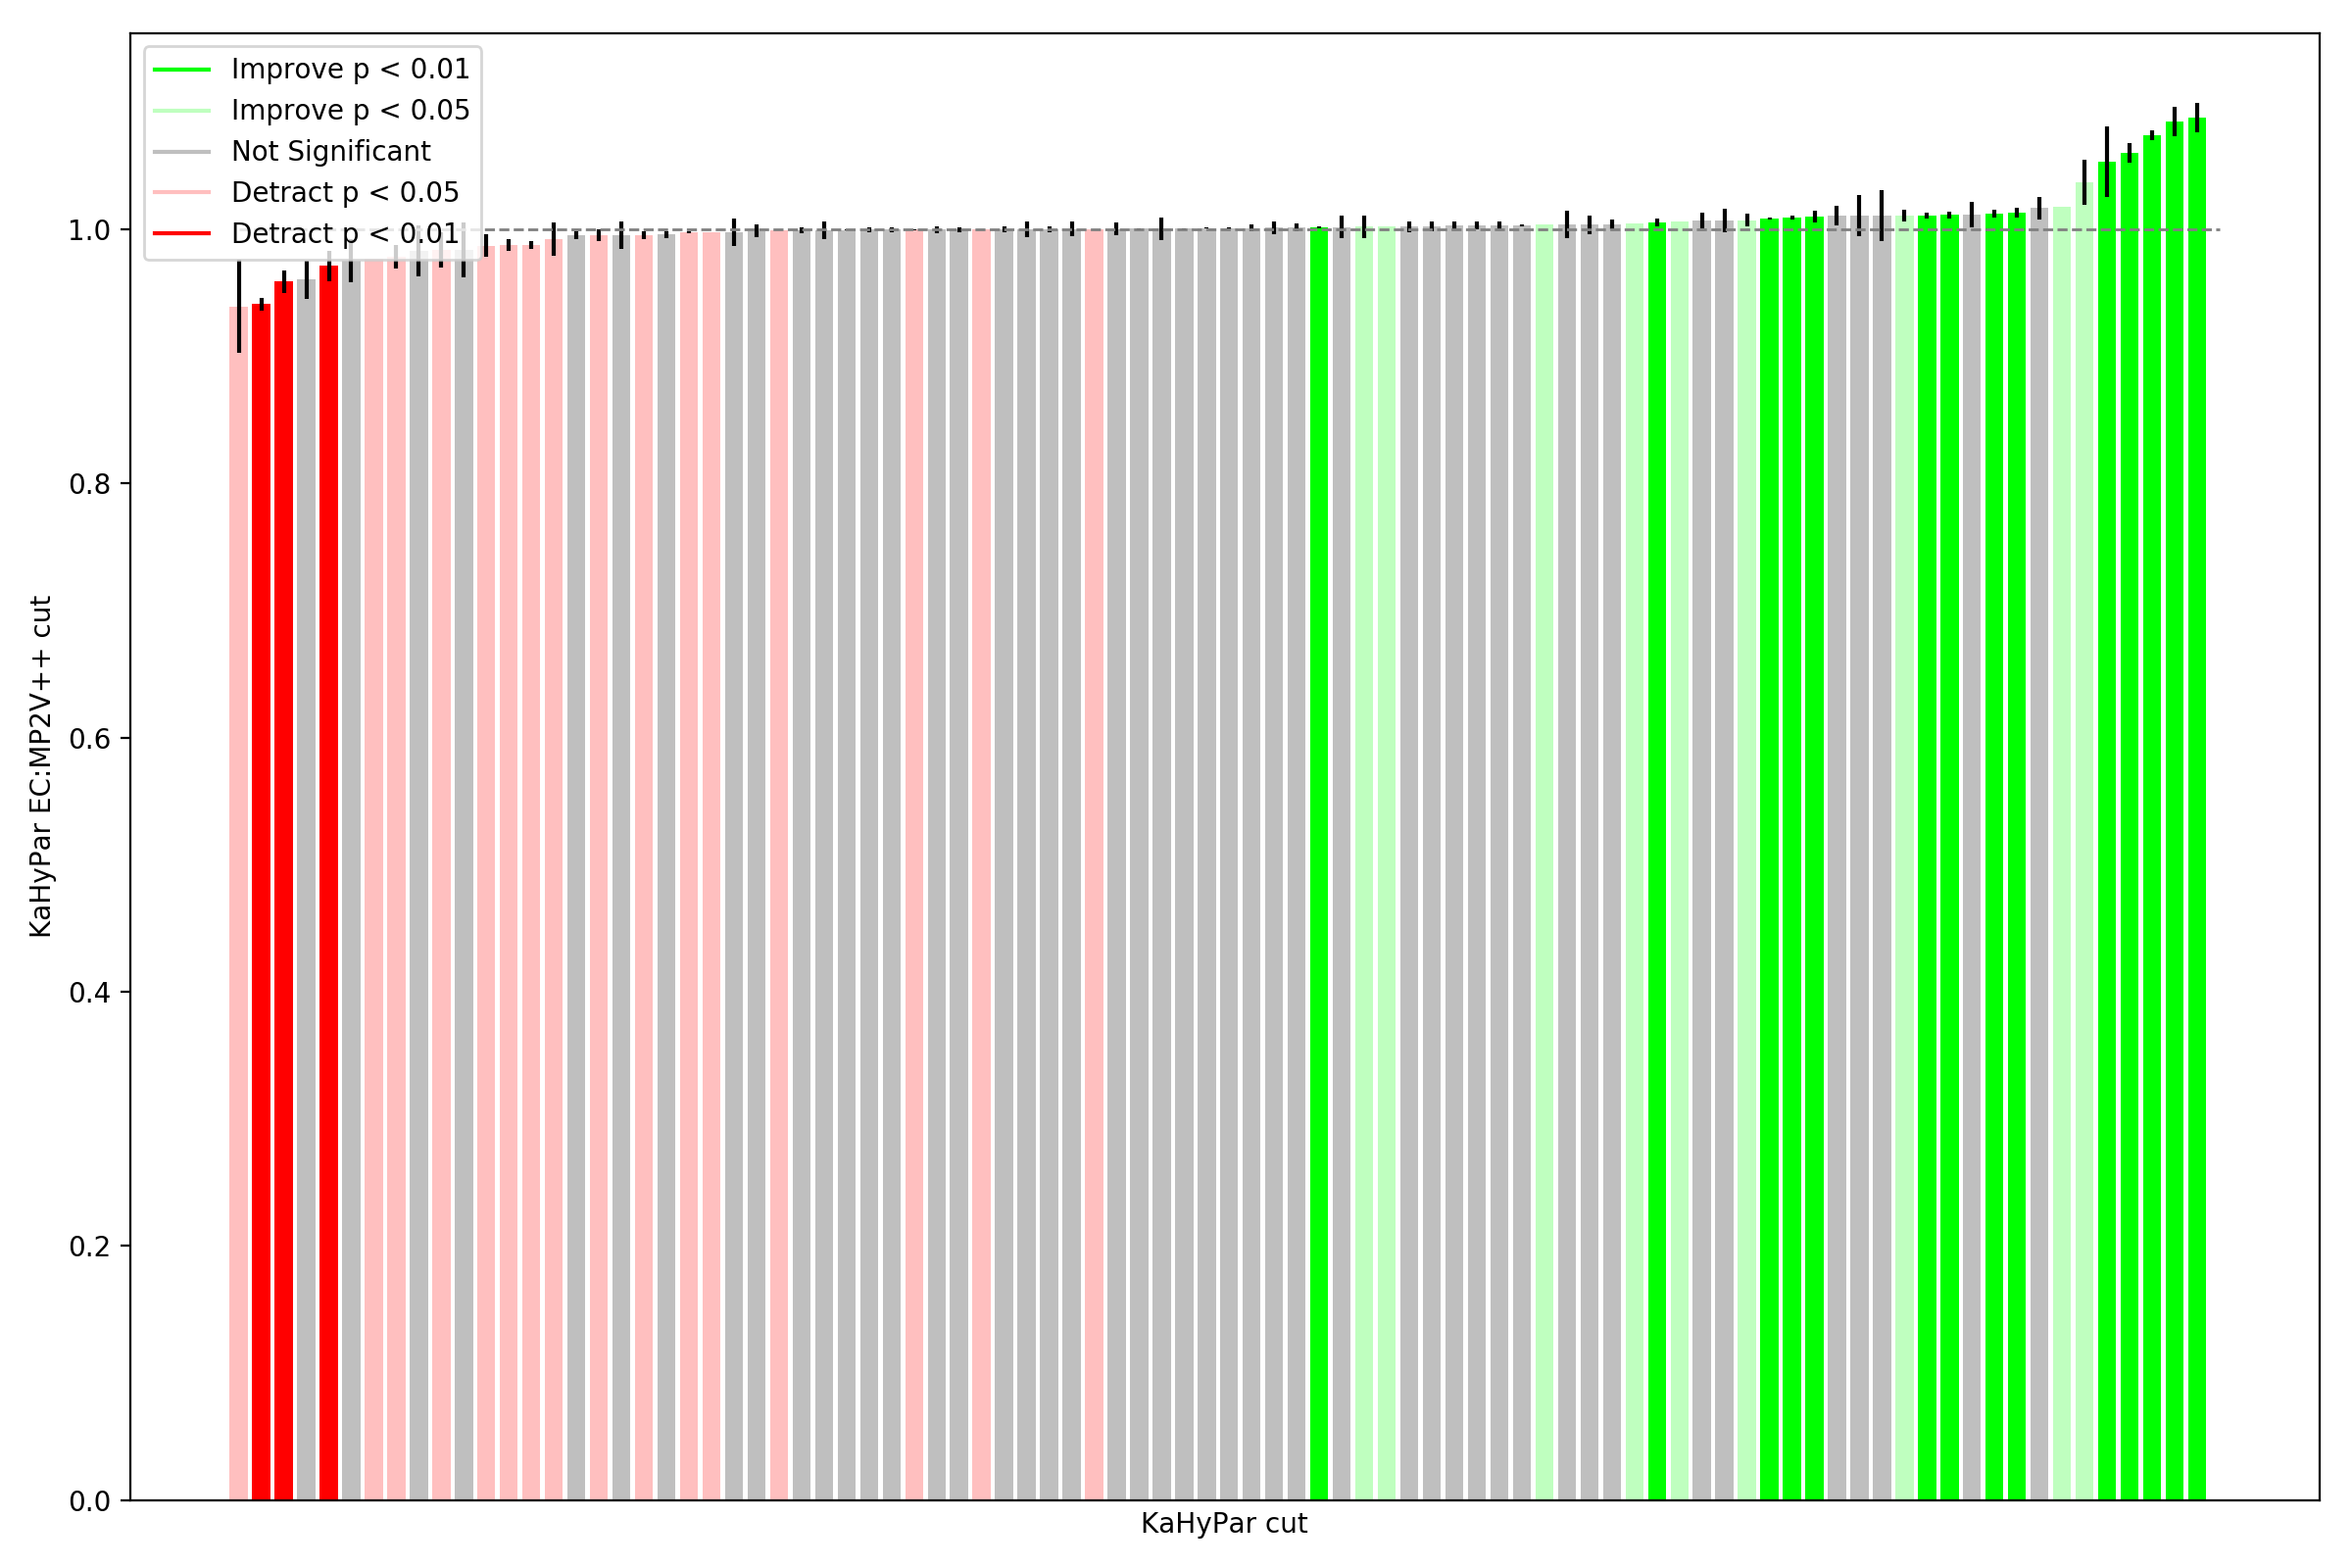 Improve p < 0.01
Improve p < 0.05
Not Significant
Detract p < 0.05
Detract p < 0.01
1.0
0.8
0.6
0.4
0.2
0.0
KaHyPar EC:MP2V++ cut
KaHyPar cut